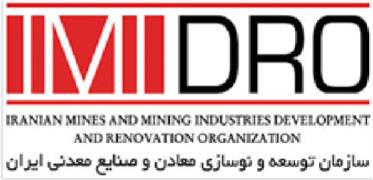 IMIDRO
IRANIAN MINES AND MINING INDUSTRIES DEVELOPMENT
AND RENOVATION ORGANIZATION
سازمان توسعه و نوسازی معادن و صنایع معدنی ایران